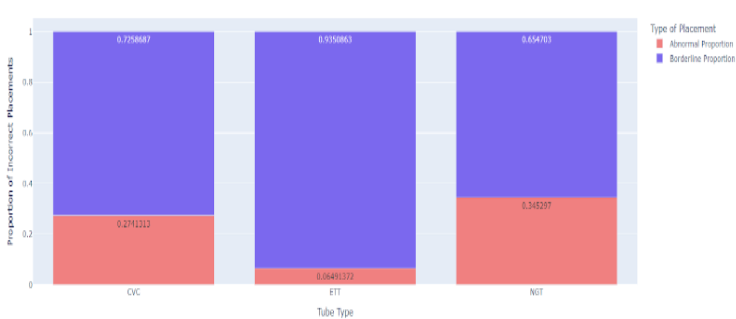 Type of Placement
Abnormal Proportion
Borderline Proportion
Proportion of Incorrect Placements
1
0.8
0.6
0.4
0.2
0
0.7258687
0.9350863
0.654703
0.2741313
0.06491372
0.345297
CVC
ETT
NGT
Tube Type